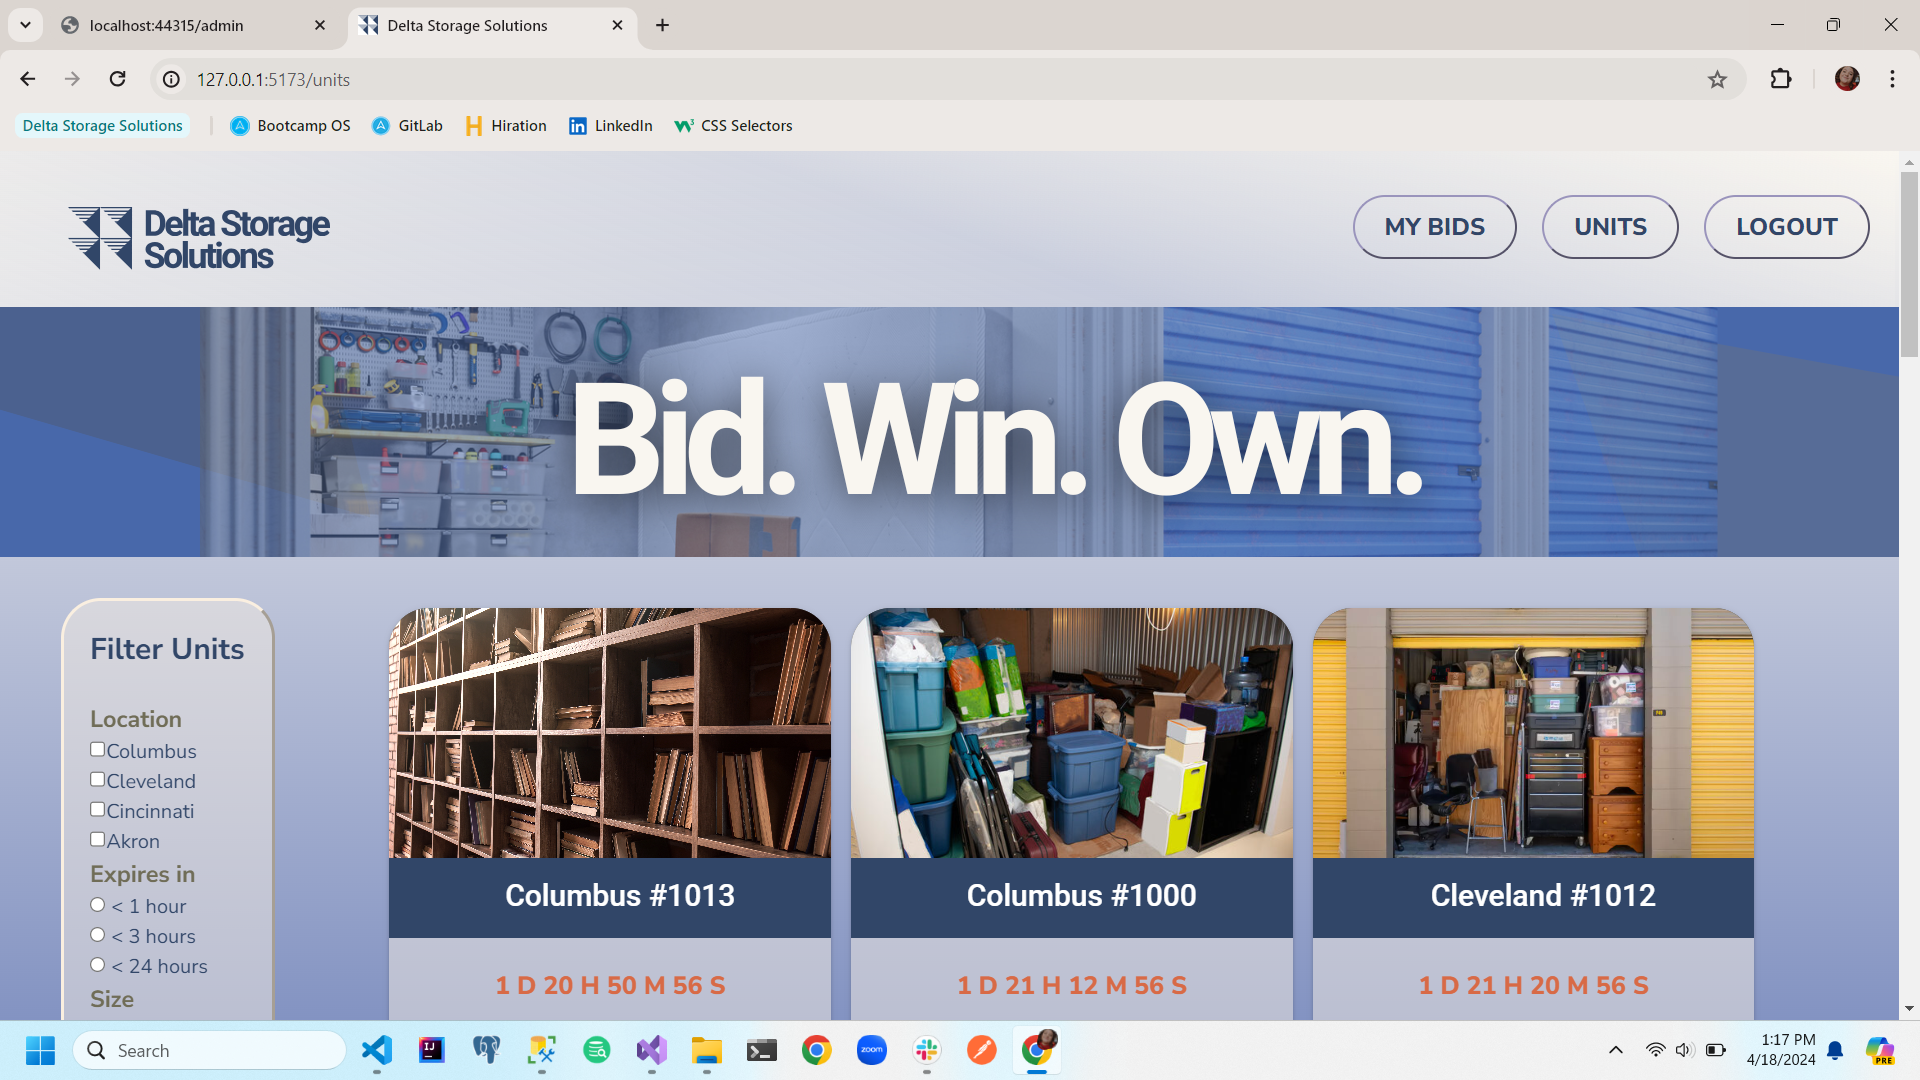 localhost:44315/admin
Delta Storage Solutions
127.0.0.1:5173/units
Delta Storage Solutions
Bootcamp OS
GitLab
Hiration
LinkedIn
CSS Selectors
Delta Storage
Solutions
MY BIDS
UNITS
LOGOUT
Bid. Win. Own.
Filter Units
Location
Columbus
Cleveland
Cincinnati
Akron
Expires in
< 1 hour
< 3 hours
< 24 hours
Size
Columbus #1013
1 D 20 H 50 M 56 S
Columbus #1000
1 D 21 H 12 M 56 S
Cleveland #1012
1 D 21 H 20 M 56 S
Search
IJ
zoom
1:17 PM
4/18/2024
PRE